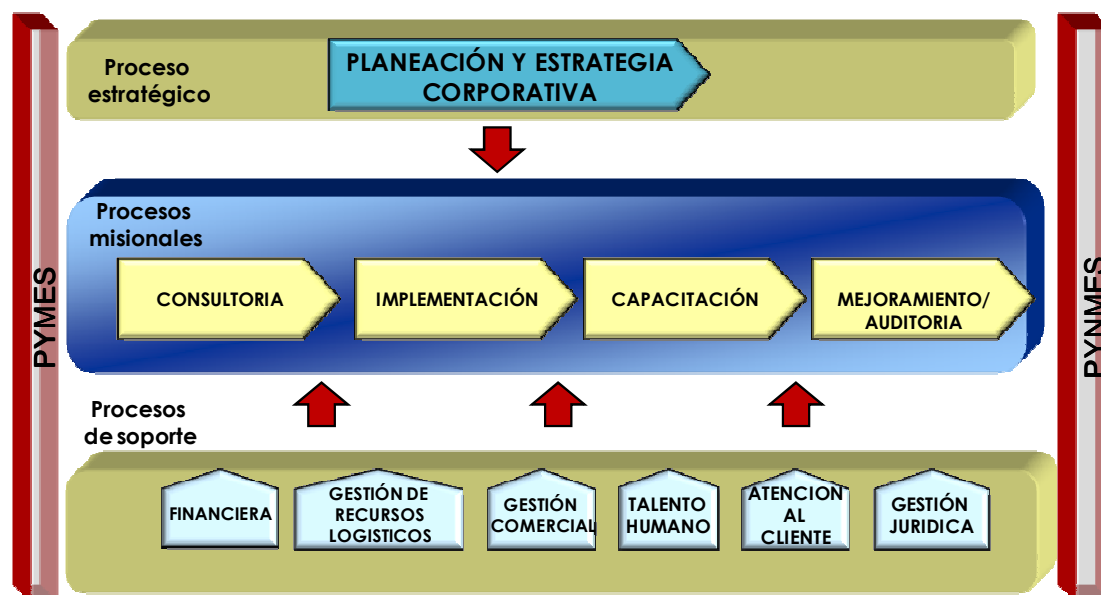 PYMES
Proceso
estratégico
PLANEACIÓN Y ESTRATEGIA
CORPORATIVA
Procesos
misionales
CONSULTORIA
IMPLEMENTACIÓN
CAPACITACIÓN
MEJORAMIENTO/
AUDITORIA
Procesos
de soporte
FINANCIERA
GESTIÓN DE
RECURSOS
LOGISTICOS
GESTIÓN
COMERCIAL
TALENTO
HUMANO
ATENCION
AL
CLIENTE
GESTIÓN
JURIDICA
PYNMES